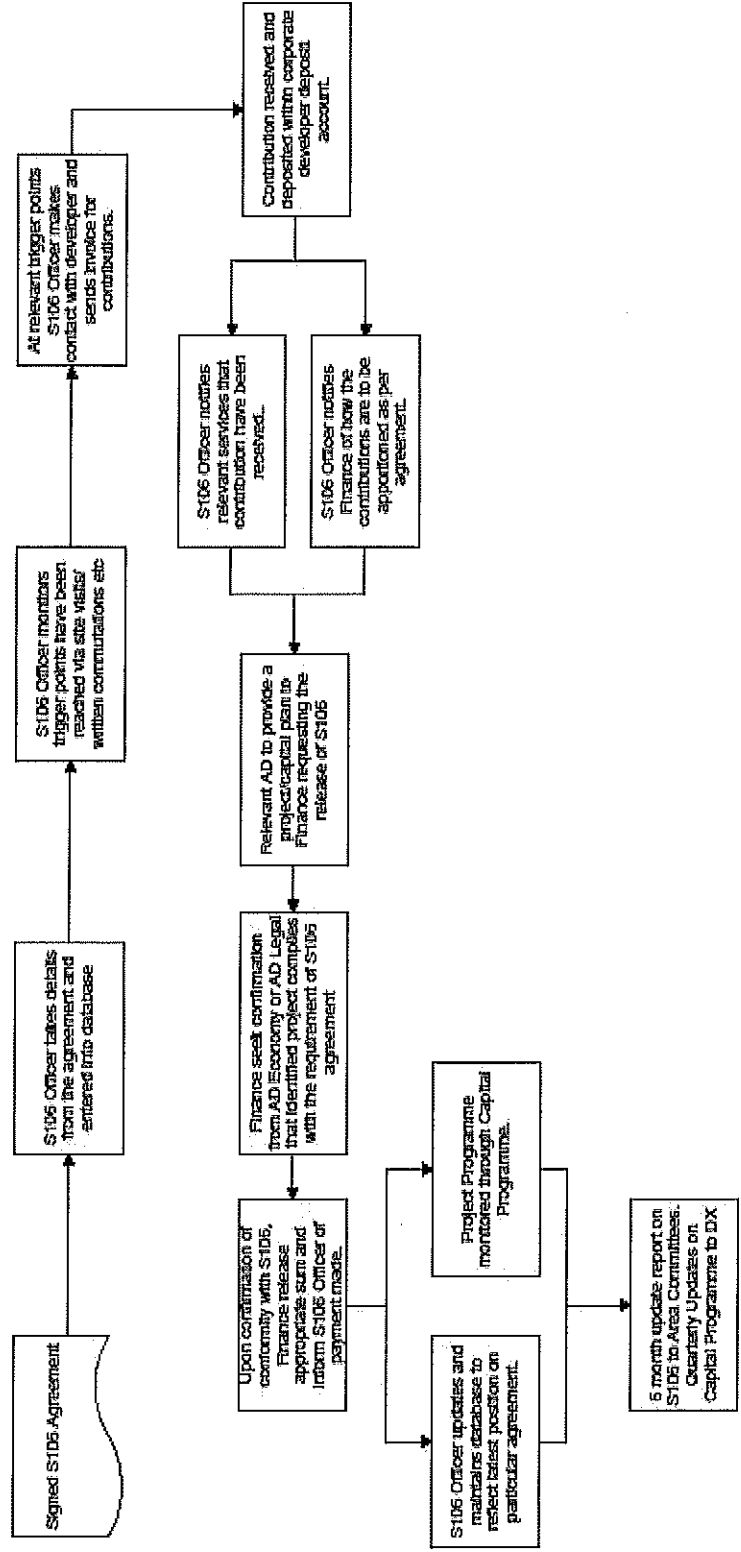 Signed S106 Agreement
S106 Officer takes details
from the agreement and
entered into database
S106 Officer monitors
trigger points have been
reached via site visits/
written commutations etc
At relevant trigger points
S106 Officer makes
contact with developer and
sends invoice for
contributions.
Contribution received and
deposited within corporate
developer deposit
account.
S106 Officer notifies
relevant services that
contribution have been
received.
S106 Officer notifies
Finance of how the
contributions are to be
apportioned as per
agreement.
Relevant AD to provide a
project/capital plan to
Finance requesting the
release of S106
Finance seek confirmation
from AD Economy or AD Legal
that identified project complies
with the requirement of S106
agreement
Upon confirmation of
conformity with S106,
Finance release
appropriate sum and
inform S106 Officer of
payment made.
S106 Officer updates and
maintains database to
reflect latest position on
particular agreement.
Project Programme
monitored through Capital
Programme.
6 month update report on
S106 to Area Committees.
Quarterly Updates on
Capital Programme to DX